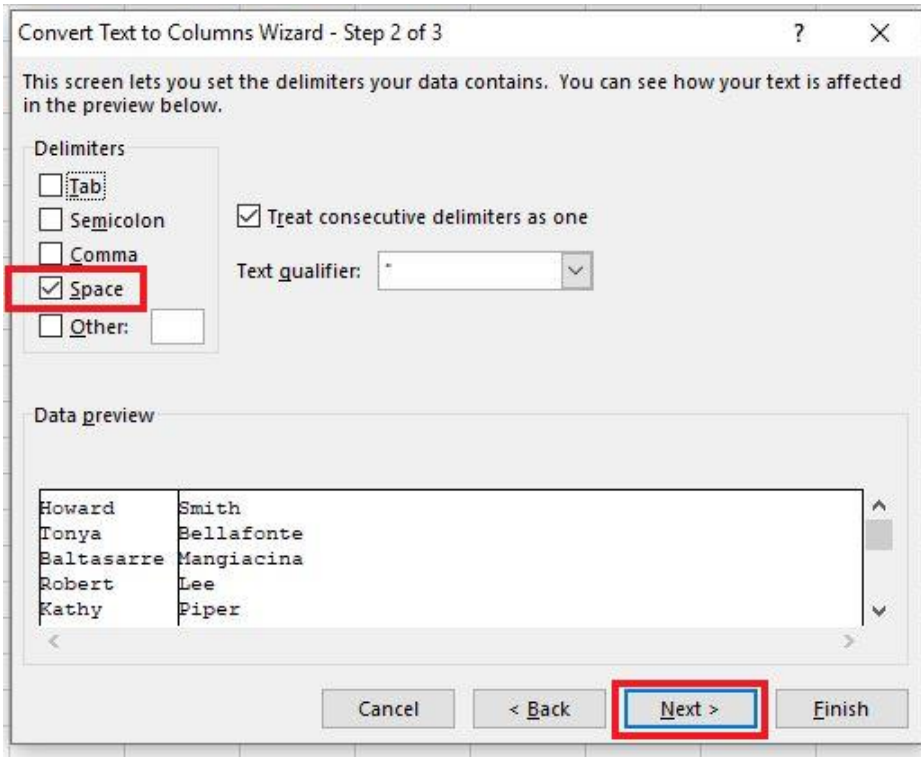 Convert Text to Columns Wizard - Step 2 of 3
?
This screen lets you set the delimiters your data contains. You can see how your text is affected
in the preview below.
Delimiters
Tab
Semicolon
Treat consecutive delimiters as one
Comma
Text qualifier: "
Space
Other:
Data preview
Howard Smith
Tonya Bellafonte
Baltasarre Mangiacina
Robert Lee
Kathy Piper
Cancel < Back Next > Finish